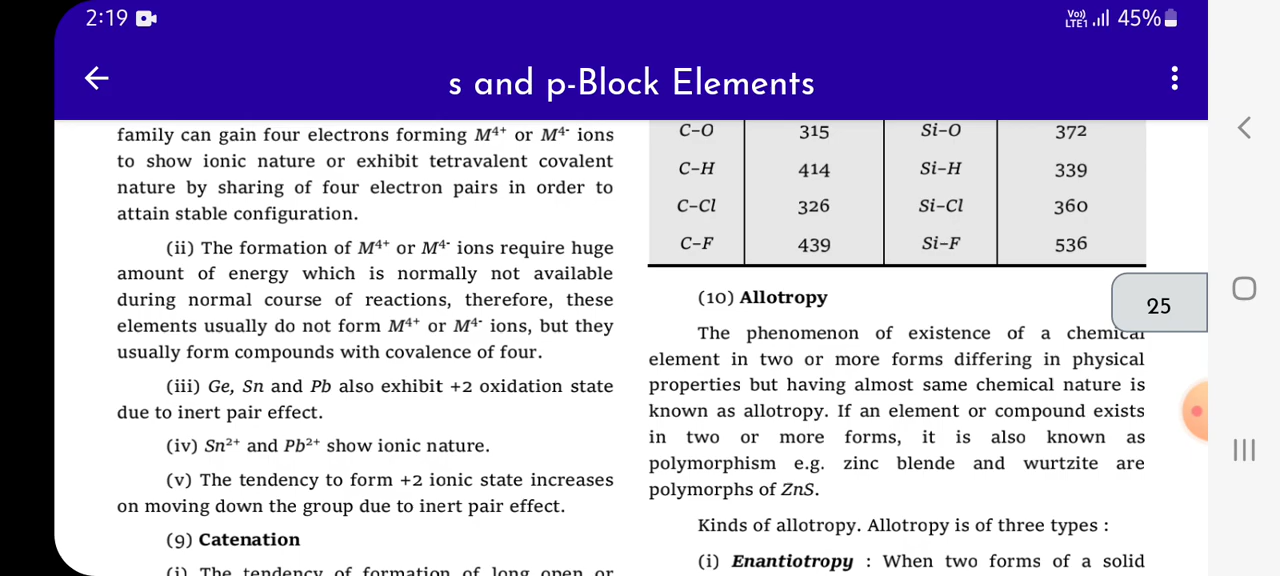 2:19
Vo))
LTE1
45%
s and p-Block Elements
family can gain four electrons forming M⁴⁺ or M⁴⁻ ions
to show ionic nature or exhibit tetravalent covalent
nature by sharing of four electron pairs in order to
attain stable configuration.
(ii) The formation of M⁴⁺ or M⁴⁻ ions require huge
amount of energy which is normally not available
during normal course of reactions, therefore, these
elements usually do not form M⁴⁺ or M⁴⁻ ions, but they
usually form compounds with covalence of four.
(iii) Ge, Sn and Pb also exhibit +2 oxidation state
due to inert pair effect.
(iv) Sn²⁺ and Pb²⁺ show ionic nature.
(v) The tendency to form +2 ionic state increases
on moving down the group due to inert pair effect.
(9) Catenation
(i) The tendency of formation of long open or
C–O 315 Si–O 372
C–H 414 Si–H 339
C–Cl 326 Si–Cl 360
C–F 439 Si–F 536
(10) Allotropy
25
The phenomenon of existence of a chemical
element in two or more forms differing in physical
properties but having almost same chemical nature is
known as allotropy. If an element or compound exists
in two or more forms, it is also known as
polymorphism e.g. zinc blende and wurtzite are
polymorphs of ZnS.
Kinds of allotropy. Allotropy is of three types :
(i) Enantiotropy : When two forms of a solid